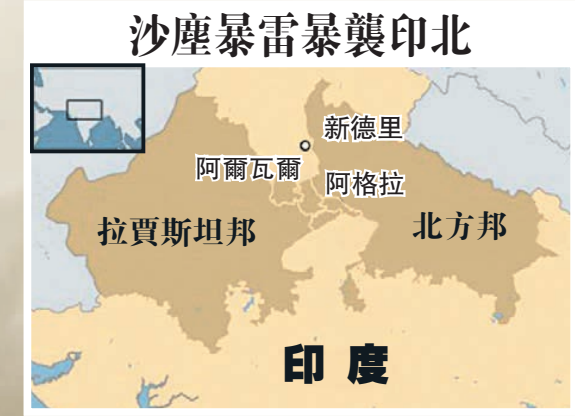 沙塵暴雷暴襲印北
新德里
阿爾瓦爾
阿格拉
拉賈斯坦邦
北方邦
印度